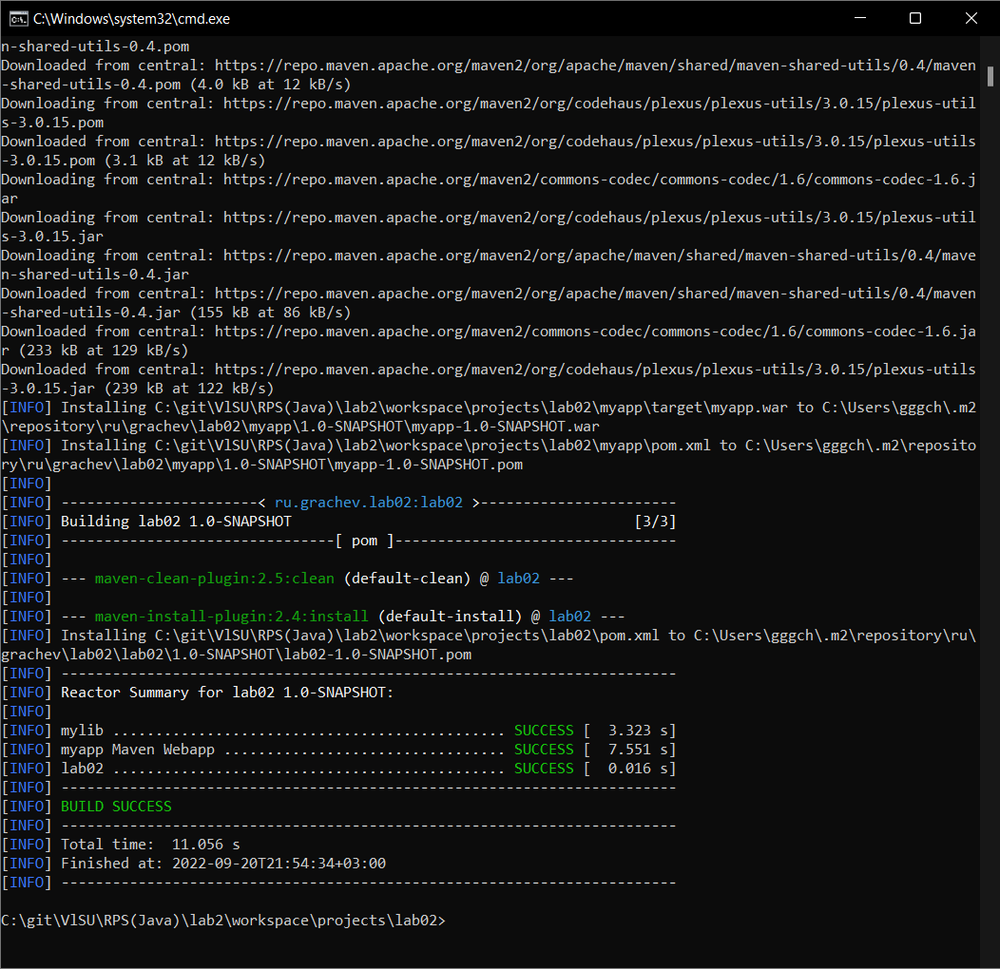 C:\Windows\system32\cmd.exe
n-shared-utils-0.4.pom
Downloaded from central: https://repo.maven.apache.org/maven2/org/apache/maven/shared/maven-shared-utils/0.4/maven
-shared-utils-0.4.pom (4.0 kB at 12 kB/s)
Downloading from central: https://repo.maven.apache.org/maven2/org/codehaus/plexus/plexus-utils/3.0.15/plexus-util
s-3.0.15.pom
Downloaded from central: https://repo.maven.apache.org/maven2/org/codehaus/plexus/plexus-utils/3.0.15/plexus-utils
-3.0.15.pom (3.1 kB at 12 kB/s)
Downloading from central: https://repo.maven.apache.org/maven2/commons-codec/commons-codec/1.6/commons-codec-1.6.j
ar
Downloading from central: https://repo.maven.apache.org/maven2/org/codehaus/plexus/plexus-utils/3.0.15/plexus-util
s-3.0.15.jar
Downloading from central: https://repo.maven.apache.org/maven2/org/apache/maven/shared/maven-shared-utils/0.4/mave
n-shared-utils-0.4.jar
Downloaded from central: https://repo.maven.apache.org/maven2/org/apache/maven/shared/maven-shared-utils/0.4/maven
-shared-utils-0.4.jar (155 kB at 86 kB/s)
Downloaded from central: https://repo.maven.apache.org/maven2/commons-codec/commons-codec/1.6/commons-codec-1.6.ja
r (233 kB at 129 kB/s)
Downloaded from central: https://repo.maven.apache.org/maven2/org/codehaus/plexus/plexus-utils/3.0.15/plexus-utils
-3.0.15.jar (239 kB at 122 kB/s)
[INFO] Installing C:\git\VlSU\RPS(Java)\lab2\workspace\projects\lab02\myapp\target\myapp.war to C:\Users\gggch\.m2
\repository\ru\grachev\lab02\myapp\1.0-SNAPSHOT\myapp-1.0-SNAPSHOT.war
[INFO] Installing C:\git\VlSU\RPS(Java)\lab2\workspace\projects\lab02\myapp\pom.xml to C:\Users\gggch\.m2\reposito
ry\ru\grachev\lab02\myapp\1.0-SNAPSHOT\myapp-1.0-SNAPSHOT.pom
[INFO]
[INFO] -----------------------< ru.grachev.lab02:lab02 >-----------------------
[INFO] Building lab02 1.0-SNAPSHOT                                        [3/3]
[INFO] --------------------------------[ pom ]---------------------------------
[INFO]
[INFO] --- maven-clean-plugin:2.5:clean (default-clean) @ lab02 ---
[INFO]
[INFO] --- maven-install-plugin:2.4:install (default-install) @ lab02 ---
[INFO] Installing C:\git\VlSU\RPS(Java)\lab2\workspace\projects\lab02\pom.xml to C:\Users\gggch\.m2\repository\ru\
grachev\lab02\lab02\1.0-SNAPSHOT\lab02-1.0-SNAPSHOT.pom
[INFO] ------------------------------------------------------------------------
[INFO] Reactor Summary for lab02 1.0-SNAPSHOT:
[INFO]
[INFO] mylib .............................................. SUCCESS [  3.323 s]
[INFO] myapp Maven Webapp ................................. SUCCESS [  7.551 s]
[INFO] lab02 .............................................. SUCCESS [  0.016 s]
[INFO] ------------------------------------------------------------------------
[INFO] BUILD SUCCESS
[INFO] ------------------------------------------------------------------------
[INFO] Total time:  11.056 s
[INFO] Finished at: 2022-09-20T21:54:34+03:00
[INFO] ------------------------------------------------------------------------
C:\git\VlSU\RPS(Java)\lab2\workspace\projects\lab02>